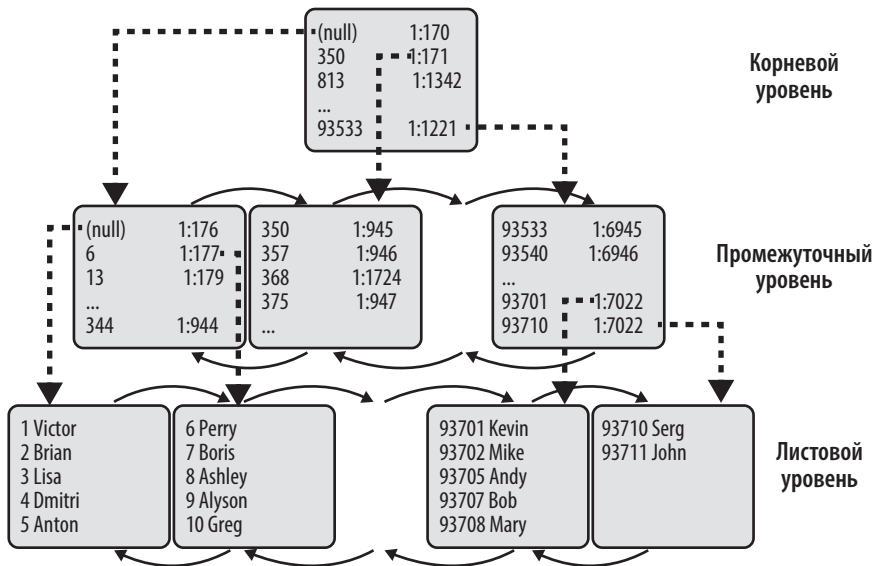 (null) 1:170
350 1:171
813 1:1342
...
93533 1:1221
Корневой
уровень
(null) 1:176
6 1:177
13 1:179
...
344 1:944
350 1:945
357 1:946
368 1:1724
375 1:947
...
93533 1:6945
93540 1:6946
...
93701 1:7022
93710 1:7022
Промежуточный
уровень
1 Victor
2 Brian
3 Lisa
4 Dmitri
5 Anton
6 Perry
7 Boris
8 Ashley
9 Alyson
10 Greg
93701 Kevin
93702 Mike
93705 Andy
93707 Bob
93708 Mary
93710 Serg
93711 John
Листовой
уровень